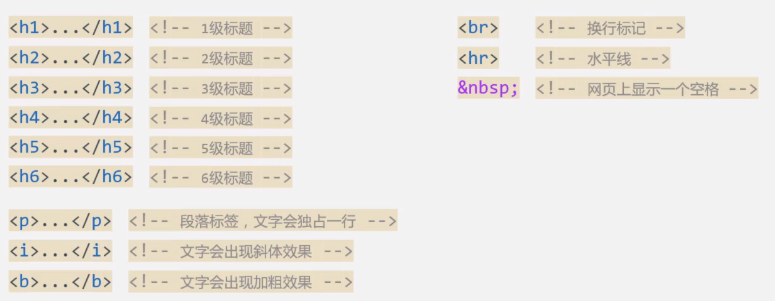 <h1>...</h1> <!-- 1级标题 -->
<h2>...</h2> <!-- 2级标题 -->
<h3>...</h3> <!-- 3级标题 -->
<h4>...</h4> <!-- 4级标题 -->
<h5>...</h5> <!-- 5级标题 -->
<h6>...</h6> <!-- 6级标题 -->
<p>...</p> <!-- 段落标签，文字会独占一行 -->
<i>...</i> <!-- 文字会出现斜体效果 -->
<b>...</b> <!-- 文字会出现加粗效果 -->
<br> <!-- 换行标记 -->
<hr> <!-- 水平线 -->
&nbsp; <!-- 网页上显示一个空格 -->